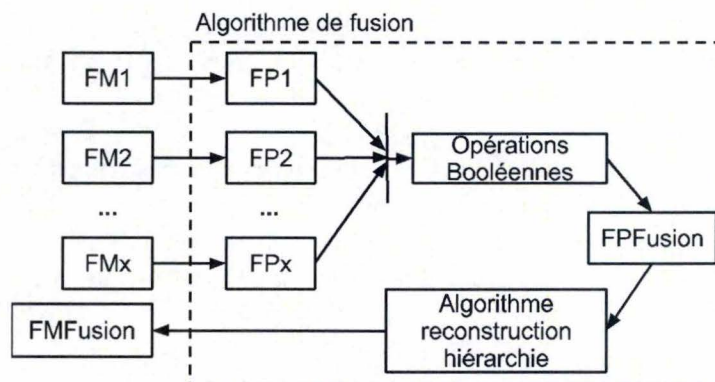 Algorithme de fusion
FM1
FP1
FM2
FP2
Opérations
Booléennes
...
...
FPFusion
FMx
FPx
FMFusion
Algorithme
reconstruction
hiérarchie